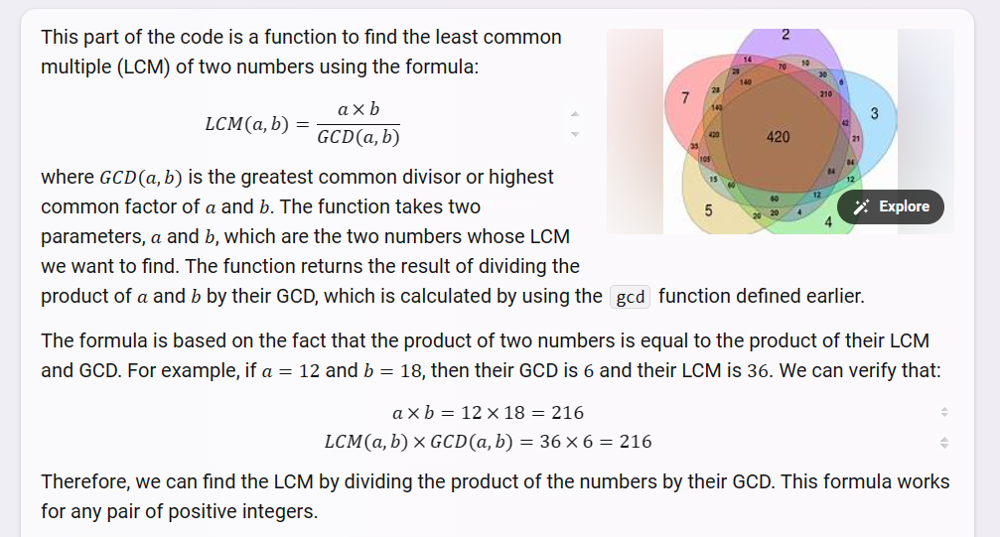 This part of the code is a function to find the least common
multiple (LCM) of two numbers using the formula:
LCM(a, b) = a × b / GCD(a, b)
where GCD(a, b) is the greatest common divisor or highest
common factor of a and b. The function takes two
parameters, a and b, which are the two numbers whose LCM
we want to find. The function returns the result of dividing the
product of a and b by their GCD, which is calculated by using the gcd function defined earlier.
2
14
70
10
28
30
6
140
7
28
210
3
140
42
420
420
21
35
105
84
84
15
60
12
60
12
5
20
20
4
4
Explore
The formula is based on the fact that the product of two numbers is equal to the product of their LCM
and GCD. For example, if a = 12 and b = 18, then their GCD is 6 and their LCM is 36. We can verify that:
a × b = 12 × 18 = 216
LCM(a, b) × GCD(a, b) = 36 × 6 = 216
Therefore, we can find the LCM by dividing the product of the numbers by their GCD. This formula works
for any pair of positive integers.